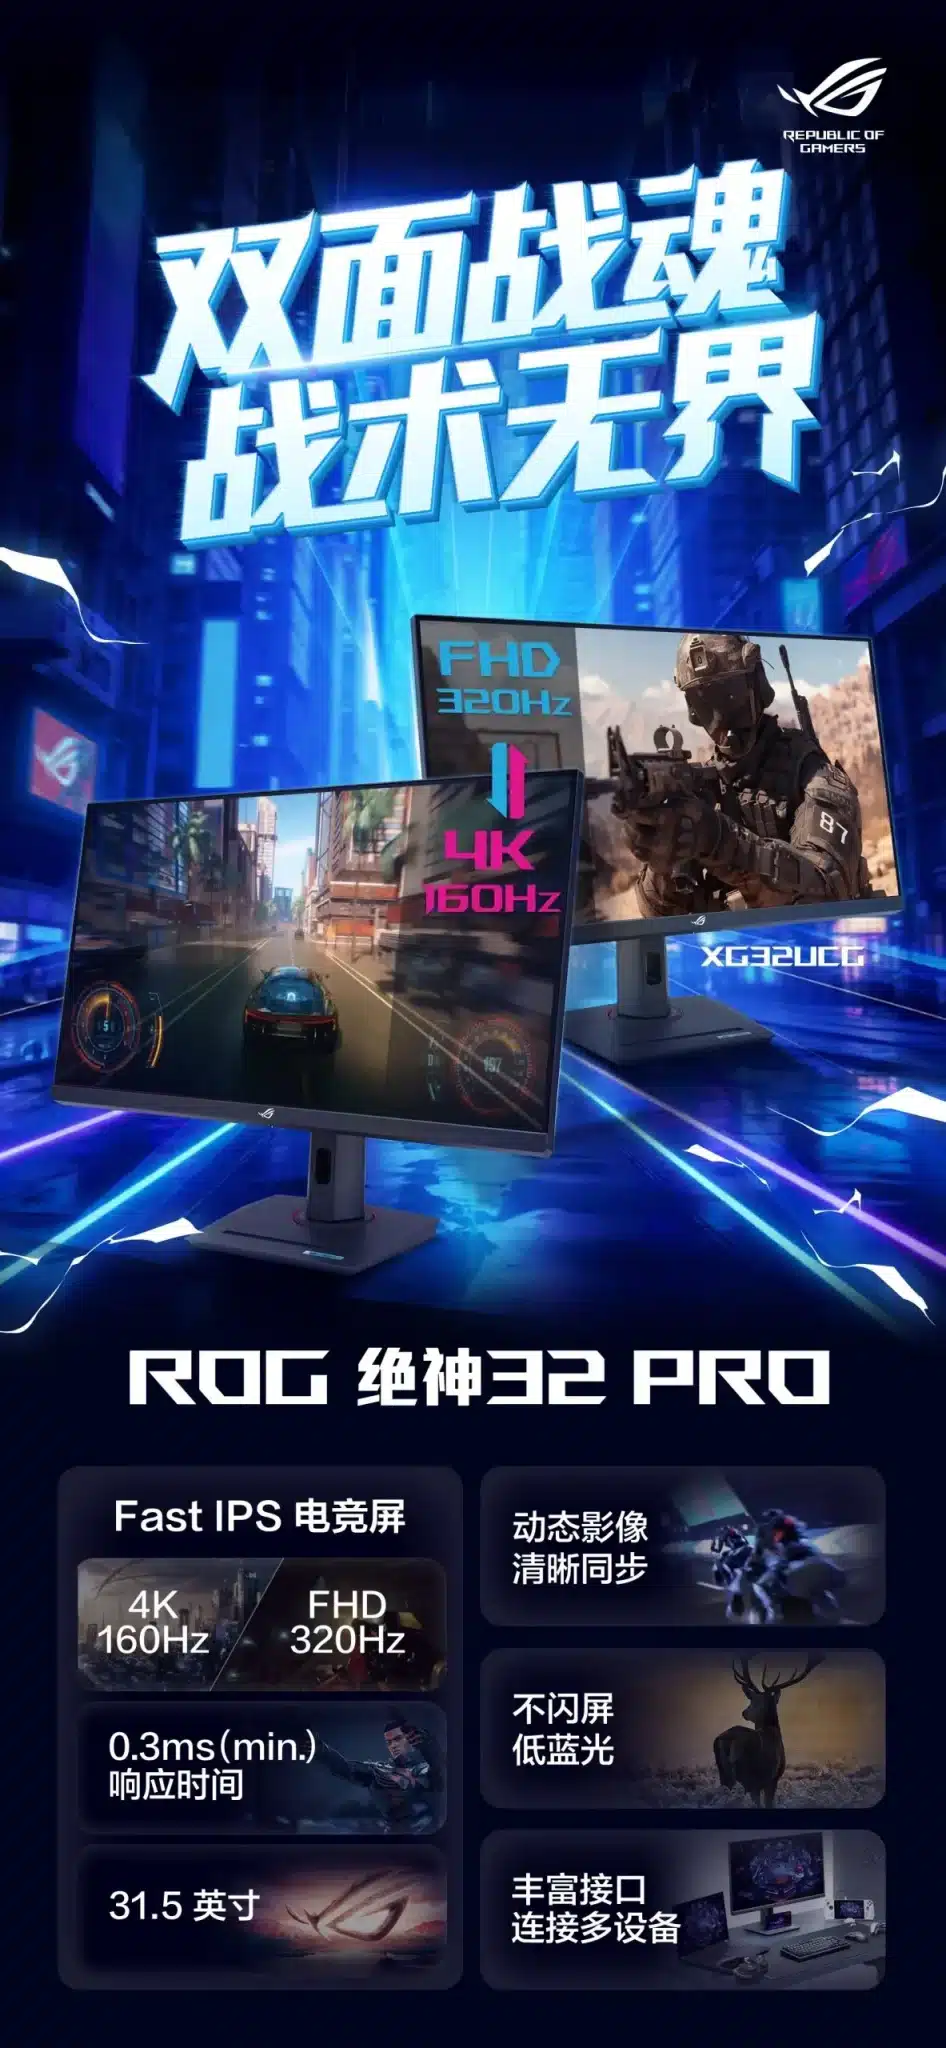 REPUBLIC OF
GAMERS
双面战魂
战术无界
FHD
320Hz
4K
160Hz
87
5
197
XG32UCG
ROG 绝神32 PRO
Fast IPS 电竞屏
4K
160Hz
FHD
320Hz
0.3ms(min.)
响应时间
31.5 英寸
动态影像
清晰同步
不闪屏
低蓝光
丰富接口
连接多设备